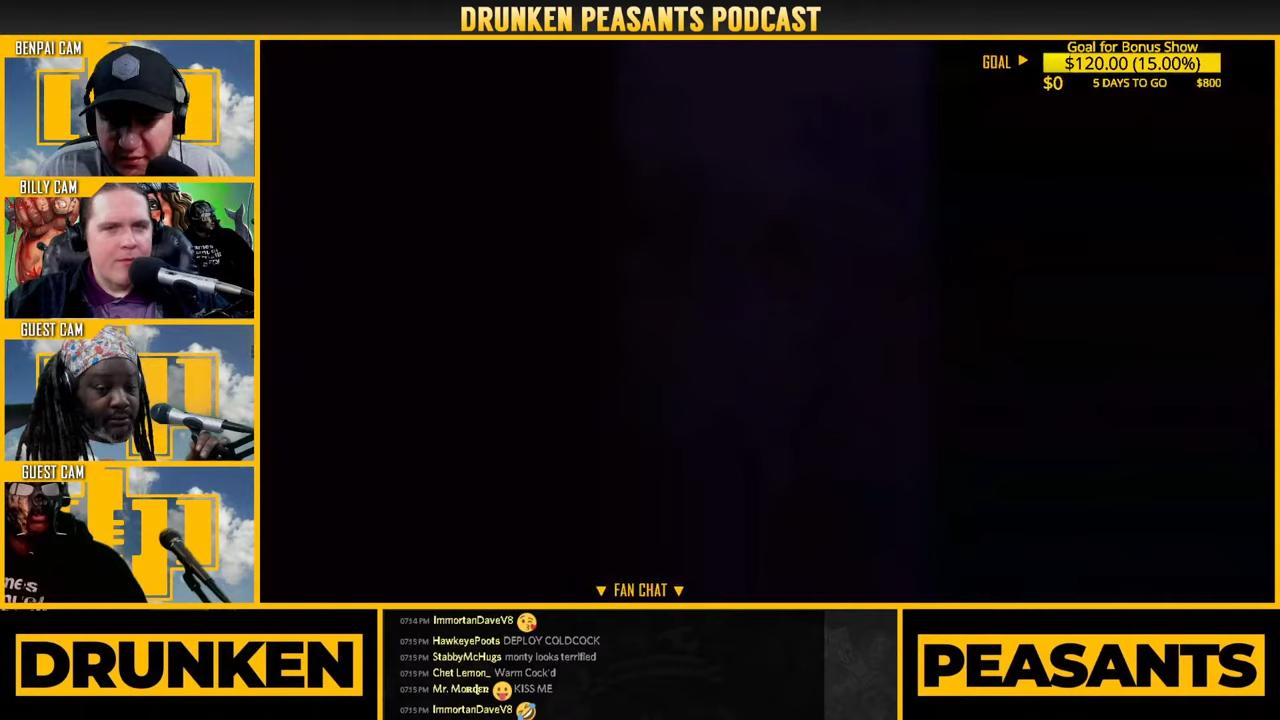 DRUNKEN PEASANTS PODCAST
BENPAI CAM
GOAL ▶
Goal for Bonus Show
$120.00 (15.00%)
$0 5 DAYS TO GO $800
BILLY CAM
GUEST CAM
GUEST CAM
▼ FAN CHAT ▼
DRUNKEN
07:14 PM ImmortanDaveV8 😘
07:15 PM HawkeyePoots DEPLOY COLDCOCK
07:15 PM StabbyMcHugs monty looks terrified
07:15 PM Chet Lemon_ Warm Cock'd
07:15 PM Mr. 😛 KISS ME
07:15 PM ImmortanDaveV8 🤣
PEASANTS